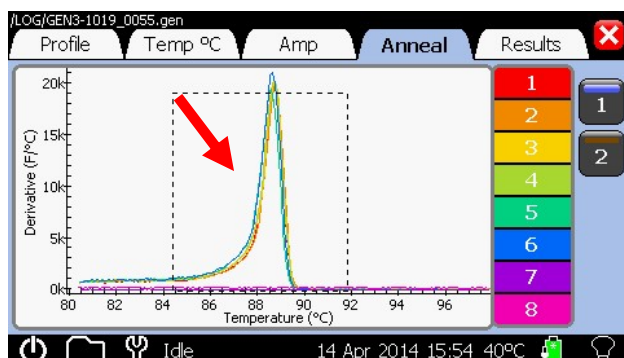 /LOG/GEN3-1019_0055.gen
Profile Temp ºC Amp Anneal Results
20k
15k
10k
5k
0k
Derivative (F/°C)
80 82 84 86 88 90 92 94 96
Temperature (°C)
1
2
3
4
5
6
7
8
1
2
Idle 14 Apr 2014 15:54 40ºC